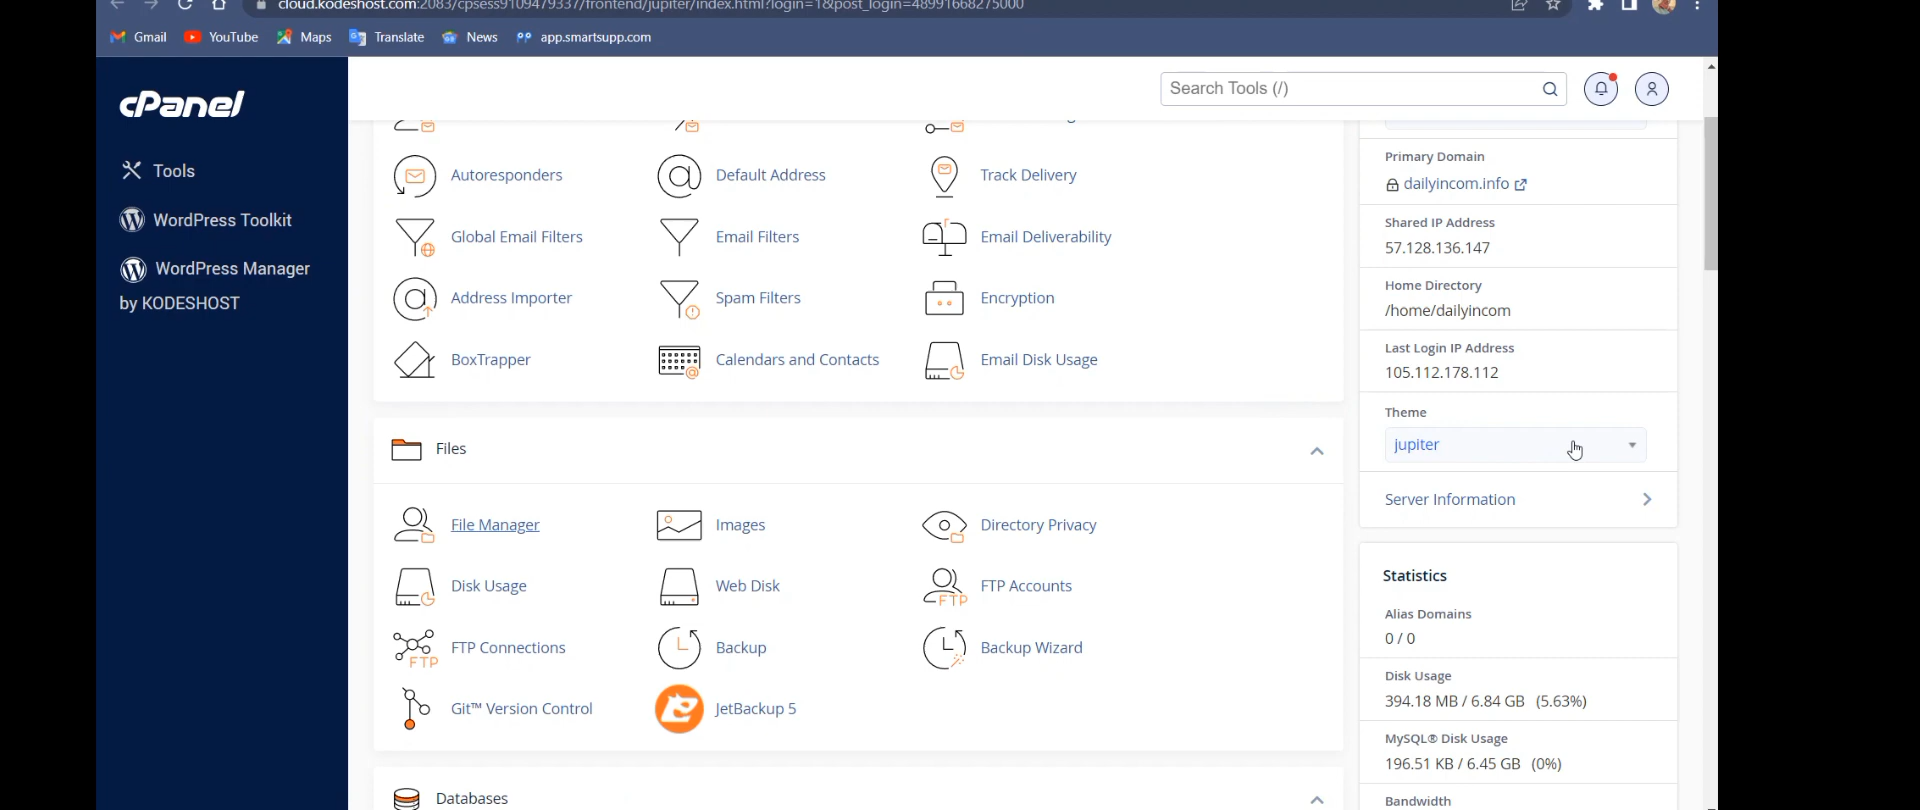 cloud.kodeshost.com:2083/cpsess9109479337/frontend/jupiter/index.html?login=1&post_login=48991668275000
Gmail
YouTube
Maps
Translate
News
app.smartsupp.com
cPanel
Search Tools (/)
Tools
WordPress Toolkit
WordPress Manager
by KODESHOST
Autoresponders
Default Address
Track Delivery
Global Email Filters
Email Filters
Email Deliverability
Address Importer
Spam Filters
Encryption
BoxTrapper
Calendars and Contacts
Email Disk Usage
Files
File Manager
Images
Directory Privacy
Disk Usage
Web Disk
FTP Accounts
FTP
FTP Connections
FTP
Backup
Backup Wizard
Git™ Version Control
JetBackup 5
Databases
Primary Domain
dailyincom.info
Shared IP Address
57.128.136.147
Home Directory
/home/dailyincom
Last Login IP Address
105.112.178.112
Theme
jupiter
Server Information
Statistics
Alias Domains
0 / 0
Disk Usage
394.18 MB / 6.84 GB (5.63%)
MySQL® Disk Usage
196.51 KB / 6.45 GB (0%)
Bandwidth